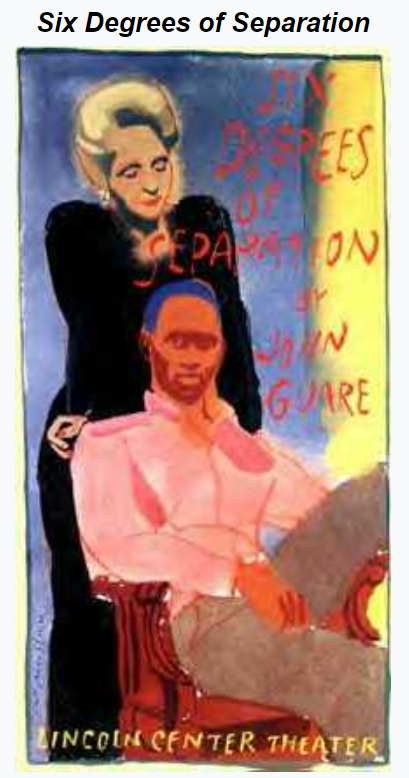 Six Degrees of Separation
SIX
DEGREES
OF
SEPARATION
BY
JOHN
GUARE
LINCOLN CENTER THEATER